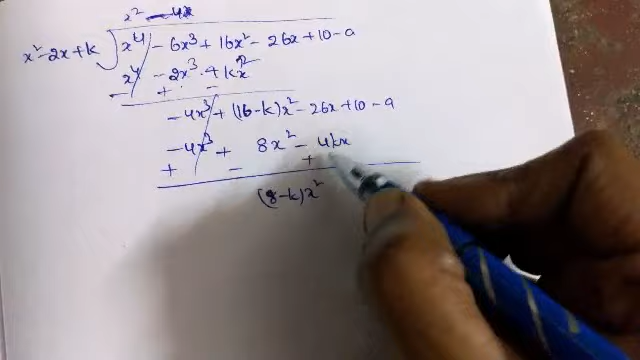 x² - 4x
x² - 2x + k ) x⁴ - 6x³ + 16x² - 26x + 10 - a
x⁴ - 2x³ + kx²
- + -
- 4x³ + (16-k)x² - 26x + 10 - a
- 4x³ + 8x² - 4kx
+ - +
(8-k)x²